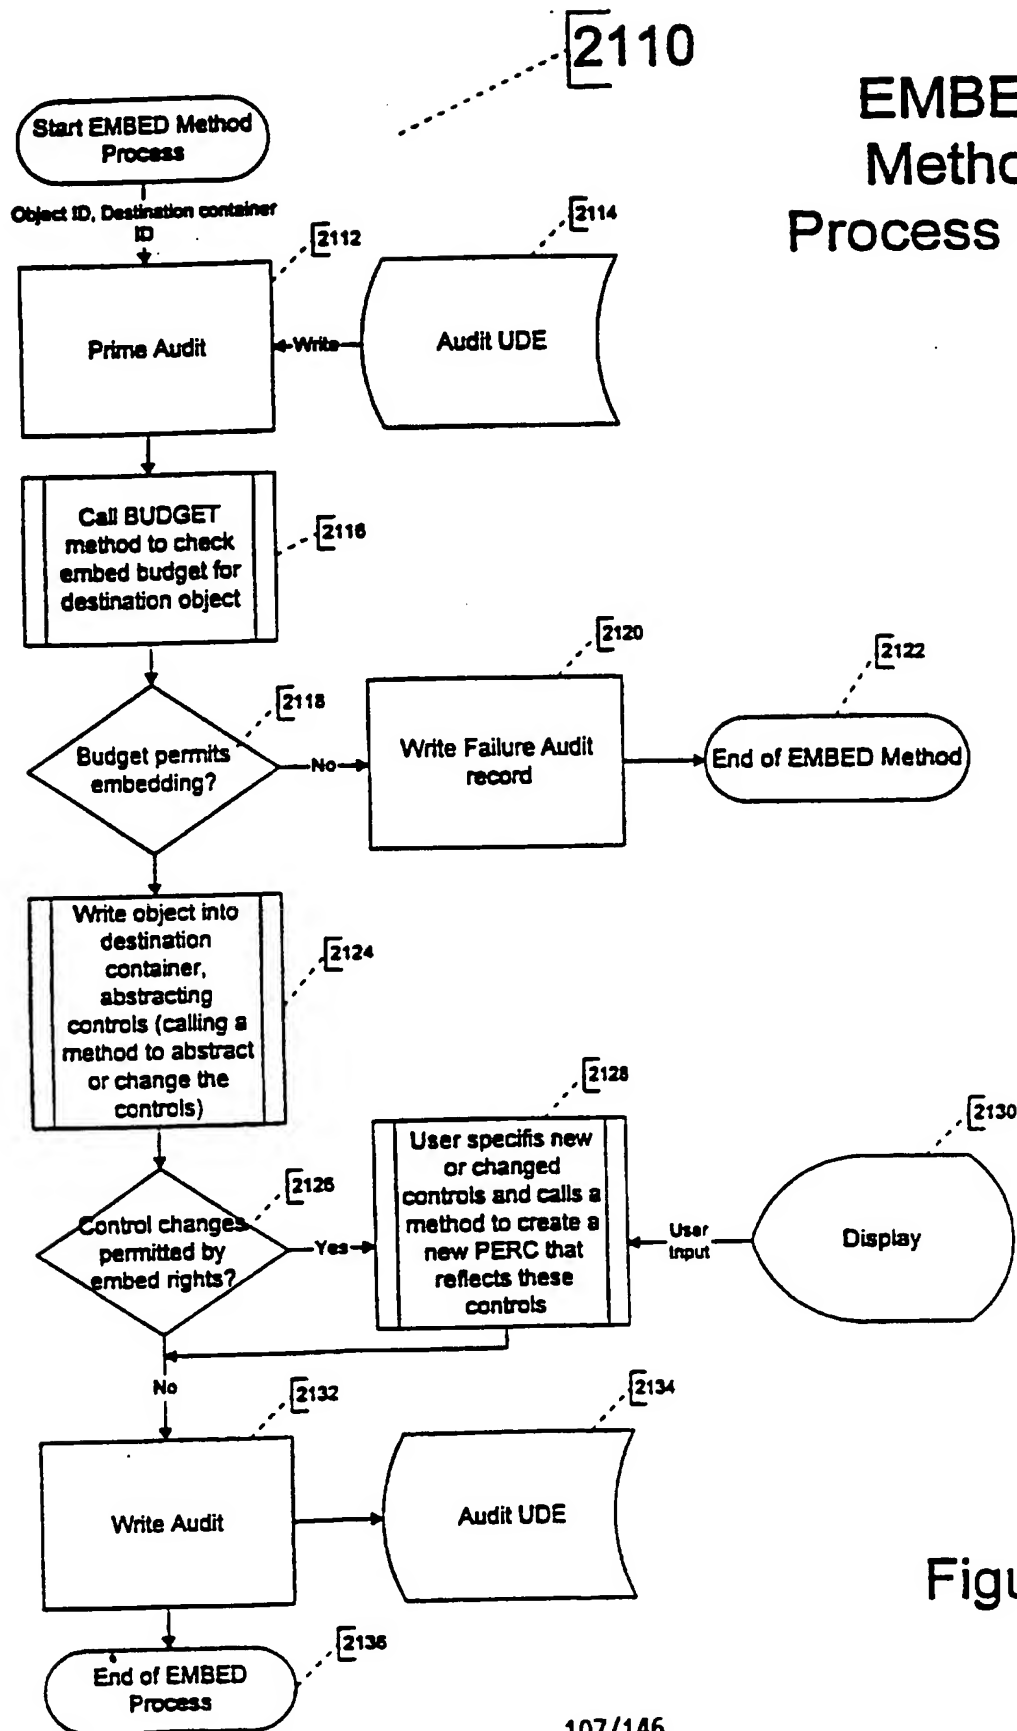 2110
EMBE
Metho
Process
Start EMBED Method
Process
Object ID, Destination container
ID
2112
2114
Prime Audit
Write
Audit UDE
Call BUDGET
method to check
embed budget for
destination object
2116
2118
2120
2122
Budget permits
embedding?
No
Write Failure Audit
record
End of EMBED Method
Write object into
destination
container,
abstracting
controls (calling a
method to abstract
or change the
controls)
2124
2126
2128
2130
Control changes
permitted by
embed rights?
Yes
User specifis new
or changed
controls and calls a
method to create a
new PERC that
reflects these
controls
User
Input
Display
No
2132
2134
Write Audit
Audit UDE
Figu
End of EMBED
Process
2136
107/146